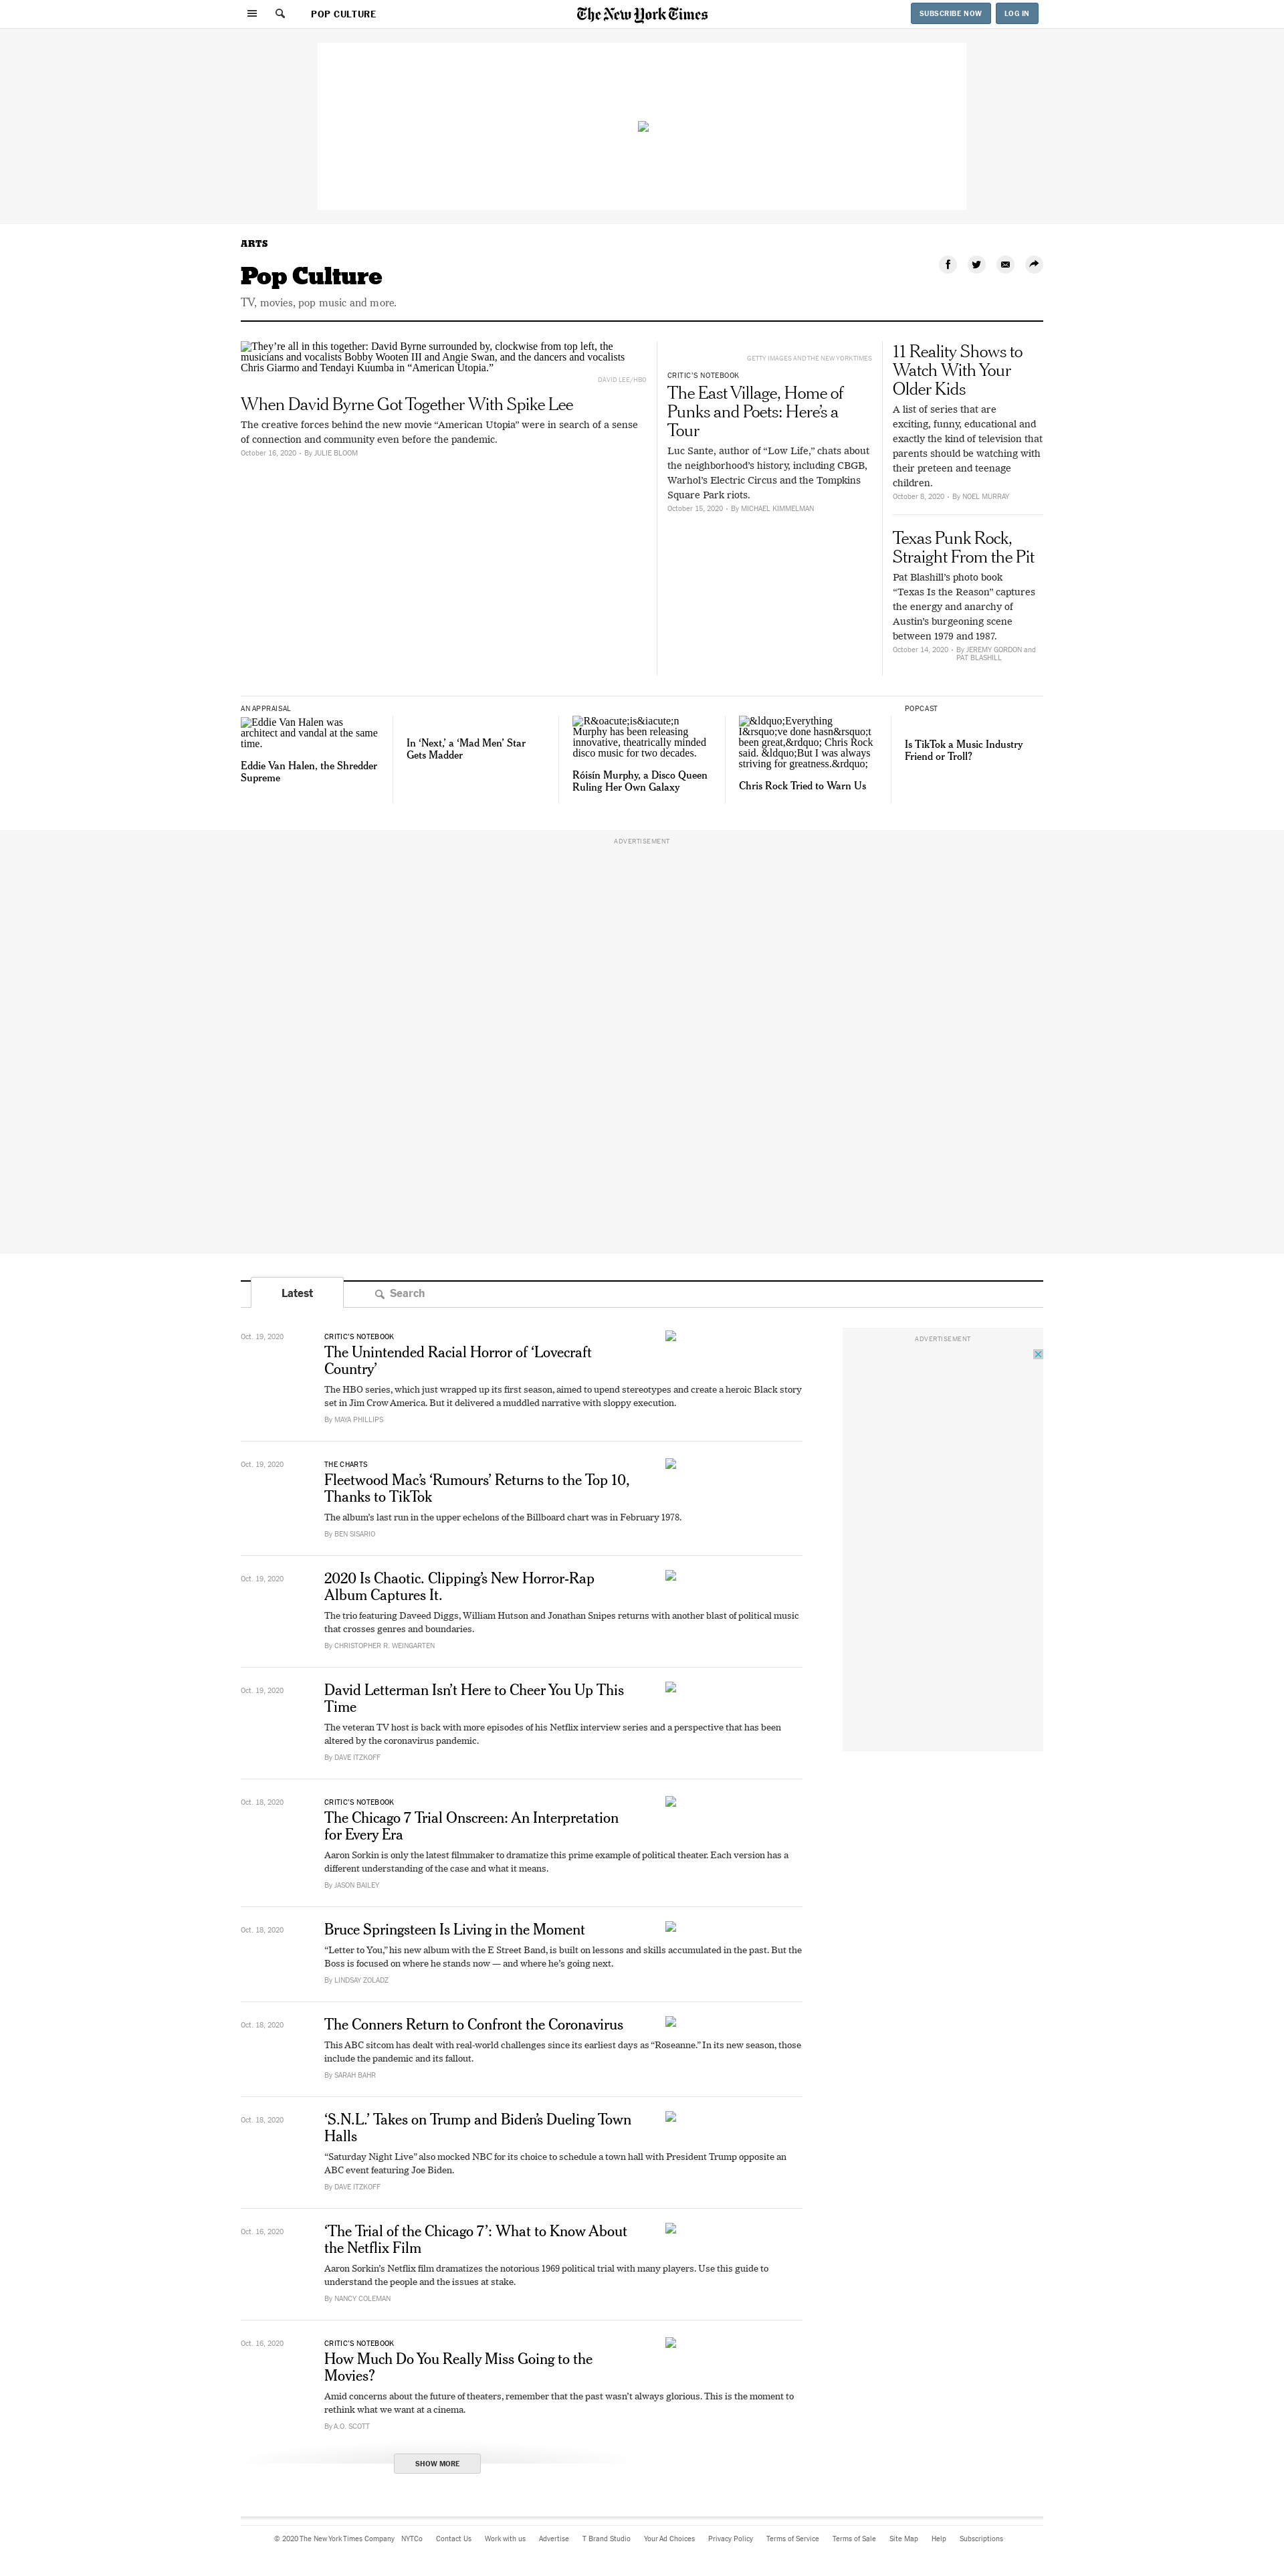 POP CULTURE
The New York Times
SUBSCRIBE NOW
LOG IN
ARTS
Pop Culture
TV, movies, pop music and more.
They’re all in this together: David Byrne surrounded by, clockwise from top left, the
musicians and vocalists Bobby Wooten III and Angie Swan, and the dancers and vocalists
Chris Giarmo and Tendayi Kuumba in “American Utopia.”
DAVID LEE/HBO
When David Byrne Got Together With Spike Lee
The creative forces behind the new movie “American Utopia” were in search of a sense
of connection and community even before the pandemic.
October 16, 2020 • By JULIE BLOOM
GETTY IMAGES AND THE NEW YORK TIMES
CRITIC’S NOTEBOOK
The East Village, Home of
Punks and Poets: Here’s a
Tour
Luc Sante, author of “Low Life,” chats about
the neighborhood’s history, including CBGB,
Warhol’s Electric Circus and the Tompkins
Square Park riots.
October 15, 2020 • By MICHAEL KIMMELMAN
11 Reality Shows to
Watch With Your
Older Kids
A list of series that are
exciting, funny, educational and
exactly the kind of television that
parents should be watching with
their preteen and teenage
children.
October 8, 2020 • By NOEL MURRAY
Texas Punk Rock,
Straight From the Pit
Pat Blashill’s photo book
“Texas Is the Reason” captures
the energy and anarchy of
Austin’s burgeoning scene
between 1979 and 1987.
October 14, 2020 • By JEREMY GORDON and
PAT BLASHILL
AN APPRAISAL
Eddie Van Halen was
architect and vandal at the same
time.
Eddie Van Halen, the Shredder
Supreme
In ‘Next,’ a ‘Mad Men’ Star
Gets Madder
R&oacute;is&iacute;n
Murphy has been releasing
innovative, theatrically minded
disco music for two decades.
Róisín Murphy, a Disco Queen
Ruling Her Own Galaxy
&ldquo;Everything
I&rsquo;ve done hasn&rsquo;t
been great,&rdquo; Chris Rock
said. &ldquo;But I was always
striving for greatness.&rdquo;
Chris Rock Tried to Warn Us
POPCAST
Is TikTok a Music Industry
Friend or Troll?
ADVERTISEMENT
Latest
Search
Oct. 19, 2020
CRITIC’S NOTEBOOK
The Unintended Racial Horror of ‘Lovecraft
Country’
The HBO series, which just wrapped up its first season, aimed to upend stereotypes and create a heroic Black story
set in Jim Crow America. But it delivered a muddled narrative with sloppy execution.
By MAYA PHILLIPS
ADVERTISEMENT
Oct. 19, 2020
THE CHARTS
Fleetwood Mac’s ‘Rumours’ Returns to the Top 10,
Thanks to TikTok
The album’s last run in the upper echelons of the Billboard chart was in February 1978.
By BEN SISARIO
Oct. 19, 2020
2020 Is Chaotic. Clipping’s New Horror-Rap
Album Captures It.
The trio featuring Daveed Diggs, William Hutson and Jonathan Snipes returns with another blast of political music
that crosses genres and boundaries.
By CHRISTOPHER R. WEINGARTEN
Oct. 19, 2020
David Letterman Isn’t Here to Cheer You Up This
Time
The veteran TV host is back with more episodes of his Netflix interview series and a perspective that has been
altered by the coronavirus pandemic.
By DAVE ITZKOFF
Oct. 18, 2020
CRITIC’S NOTEBOOK
The Chicago 7 Trial Onscreen: An Interpretation
for Every Era
Aaron Sorkin is only the latest filmmaker to dramatize this prime example of political theater. Each version has a
different understanding of the case and what it means.
By JASON BAILEY
Oct. 18, 2020
Bruce Springsteen Is Living in the Moment
“Letter to You,” his new album with the E Street Band, is built on lessons and skills accumulated in the past. But the
Boss is focused on where he stands now — and where he’s going next.
By LINDSAY ZOLADZ
Oct. 18, 2020
The Conners Return to Confront the Coronavirus
This ABC sitcom has dealt with real-world challenges since its earliest days as “Roseanne.” In its new season, those
include the pandemic and its fallout.
By SARAH BAHR
Oct. 18, 2020
‘S.N.L.’ Takes on Trump and Biden’s Dueling Town
Halls
“Saturday Night Live” also mocked NBC for its choice to schedule a town hall with President Trump opposite an
ABC event featuring Joe Biden.
By DAVE ITZKOFF
Oct. 16, 2020
‘The Trial of the Chicago 7’: What to Know About
the Netflix Film
Aaron Sorkin’s Netflix film dramatizes the notorious 1969 political trial with many players. Use this guide to
understand the people and the issues at stake.
By NANCY COLEMAN
Oct. 16, 2020
CRITIC’S NOTEBOOK
How Much Do You Really Miss Going to the
Movies?
Amid concerns about the future of theaters, remember that the past wasn’t always glorious. This is the moment to
rethink what we want at a cinema.
By A.O. SCOTT
SHOW MORE
© 2020 The New York Times Company NYTCo Contact Us Work with us Advertise T Brand Studio Your Ad Choices Privacy Policy Terms of Service Terms of Sale Site Map Help Subscriptions